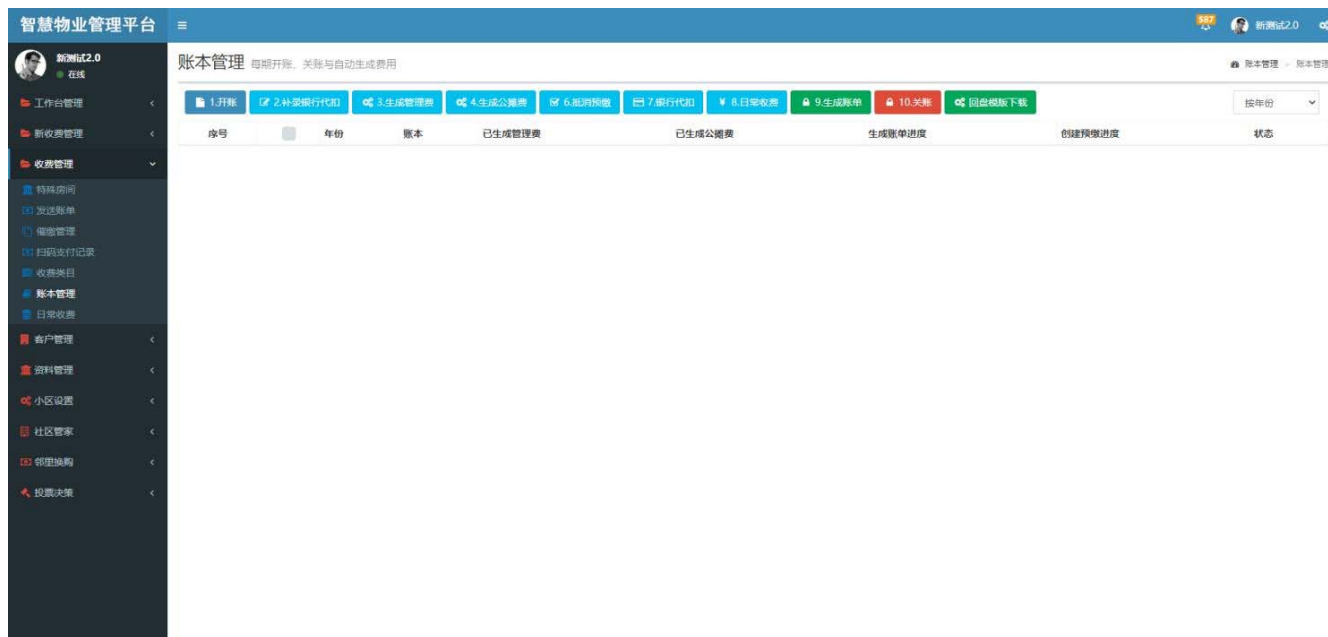 智慧物业管理平台
587
新测试2.0
新测试2.0
在线
账本管理 每期开账、关账与自动生成费用
账本管理 > 账本管理
工作台管理
新收费管理
收费管理
特殊房间
发送账单
催缴管理
扫码支付记录
收费类目
账本管理
日常收费
客户管理
资料管理
小区设置
社区管家
邻里换购
投票决策
1.开账 2.补录银行代扣 3.生成管理费 4.生成公摊费 6.抵消预缴 7.银行代扣 8.日常收费 9.生成账单 10.关账 回盘模版下载 按年份
序号 年份 账本 已生成管理费 已生成公摊费 生成账单进度 创建预缴进度 状态